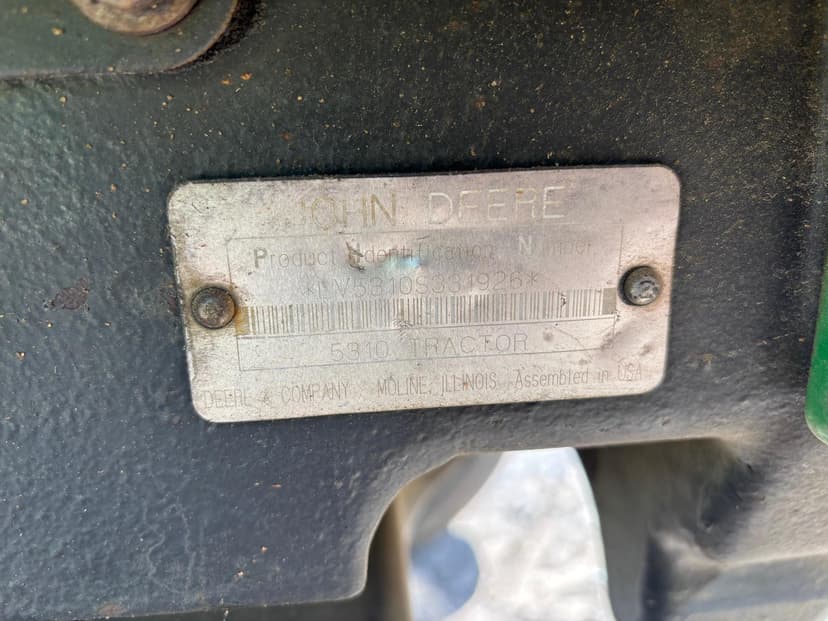 JOHN DEERE
Product Identification Number
*LV5310S331926*
5310 TRACTOR
DEERE & COMPANY MOLINE, ILLINOIS Assembled in USA